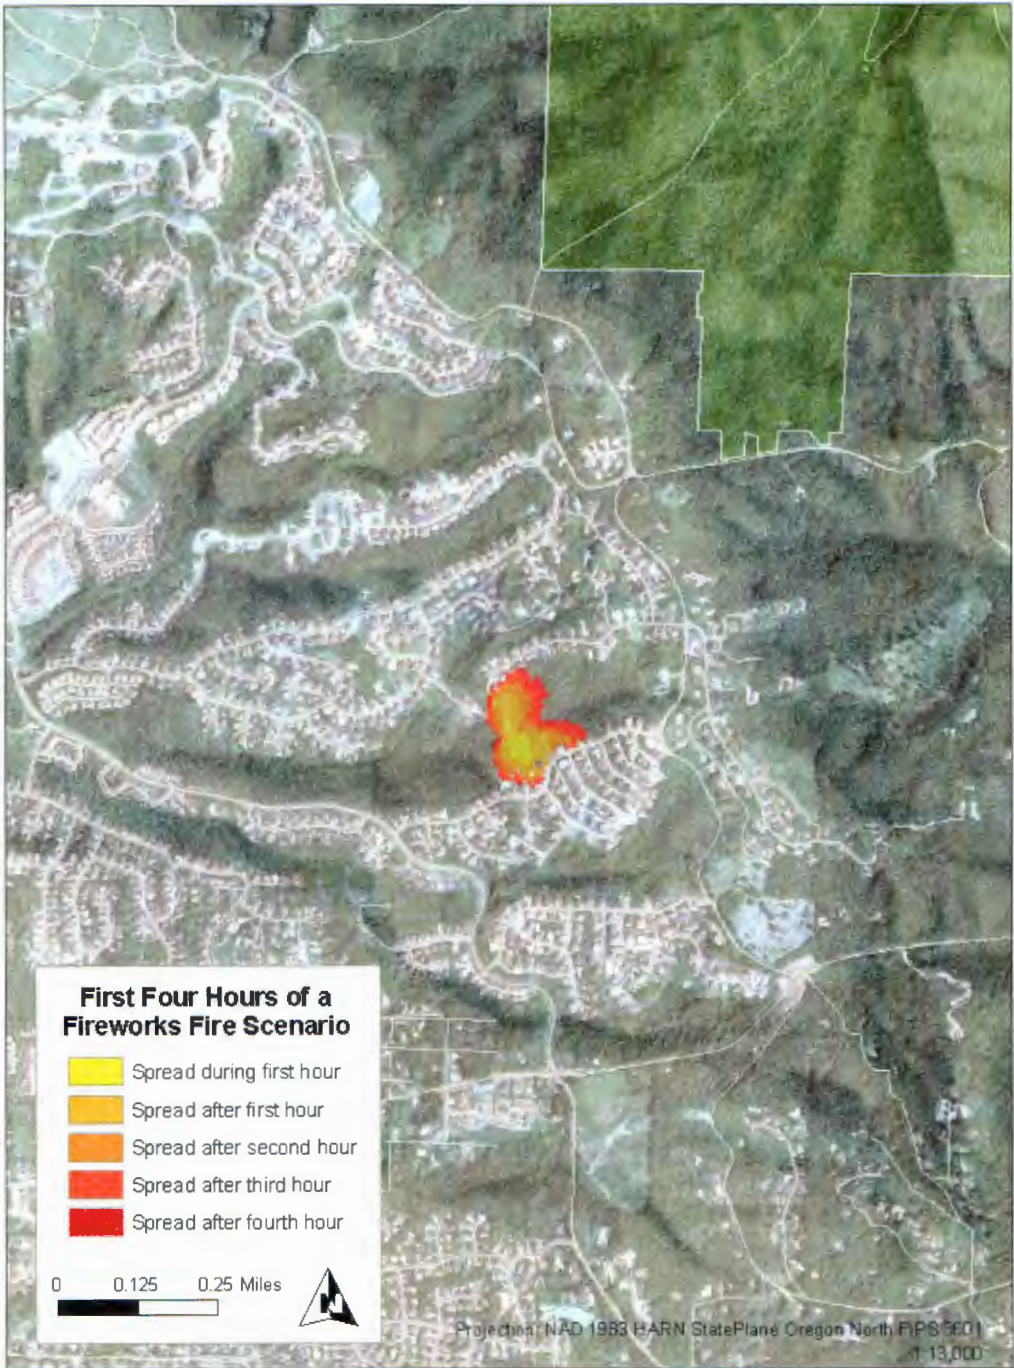 First Four Hours of a
Fireworks Fire Scenario
Spread during first hour
Spread after first hour
Spread after second hour
Spread after third hour
Spread after fourth hour
0 0.125 0.25 Miles
N
Projection: NAD 1983 HARN StatePlane Oregon North FIPS 3601
1:13,000